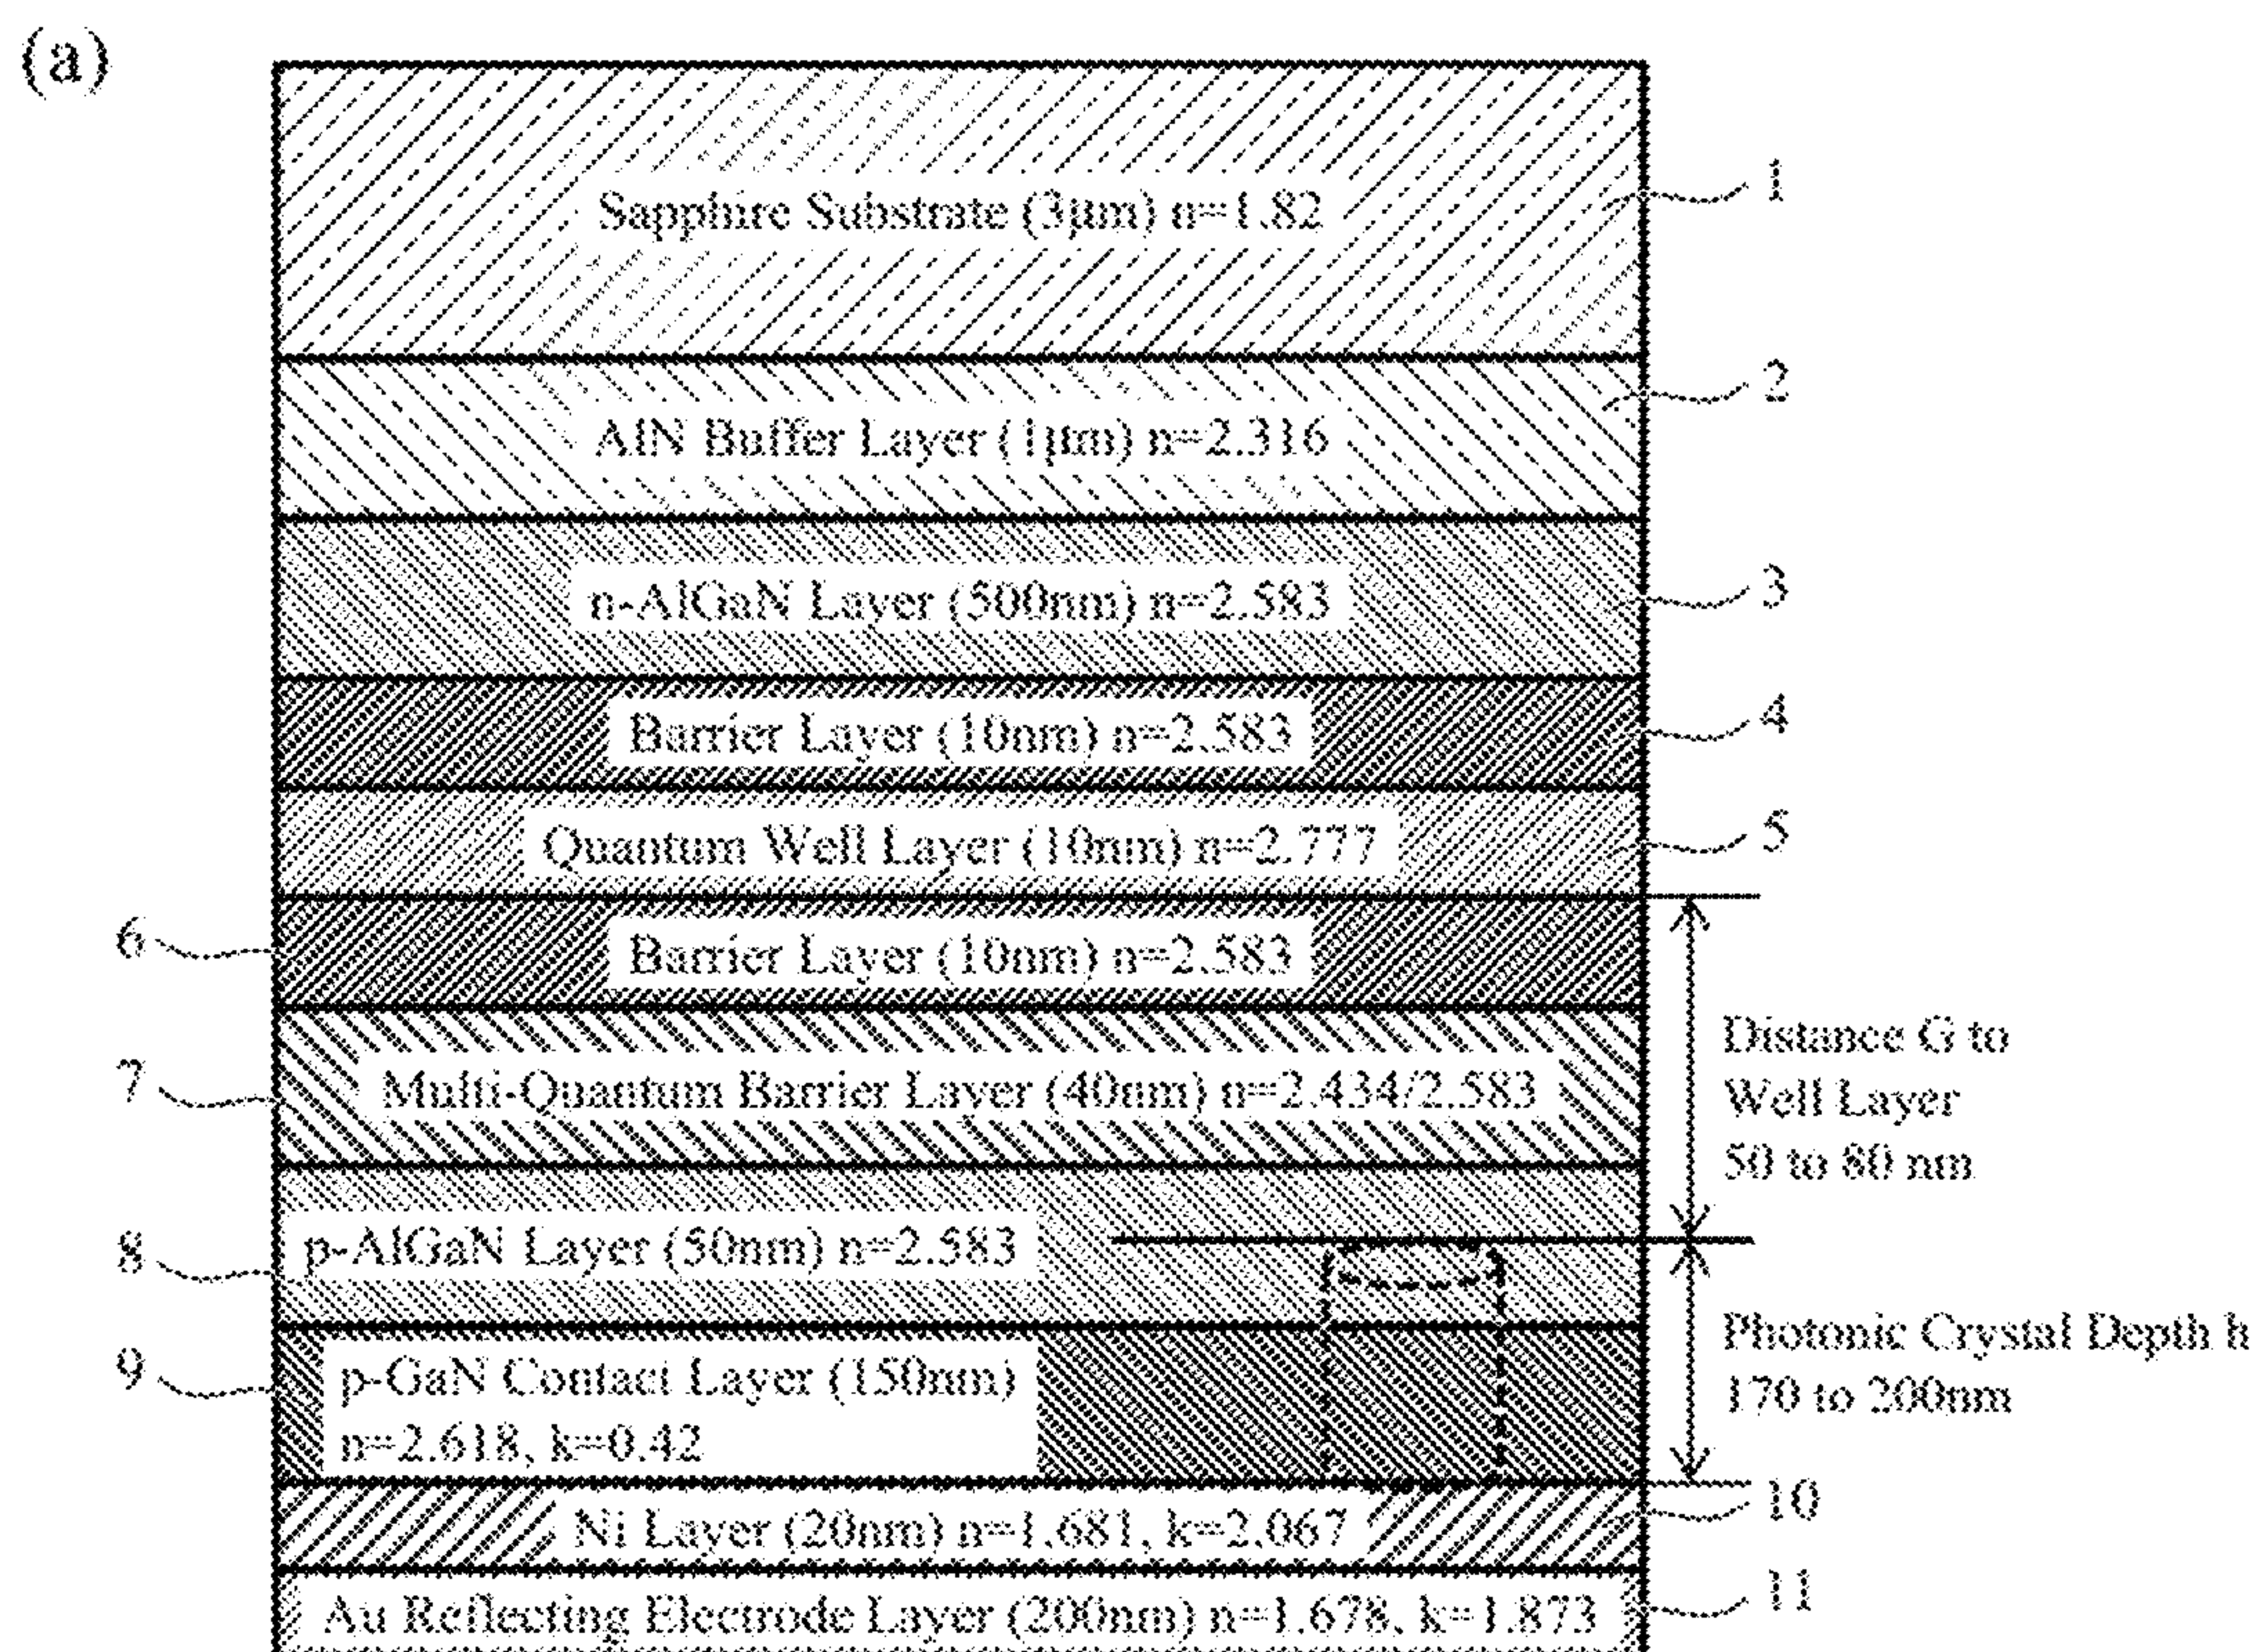 (a)
Sapphire Substrate (3μm) n=1.82
1
AlN Buffer Layer (1μm) n=2.316
2
n-AlGaN Layer (500nm) n=2.583
3
Barrier Layer (10nm) n=2.583
4
Quantum Well Layer (10nm) n=2.777
5
6
Barrier Layer (10nm) n=2.583
7
Multi-Quantum Barrier Layer (40nm) n=2.434/2.583
Distance G to
Well Layer
50 to 80 nm
8
p-AlGaN Layer (50nm) n=2.583
9
p-GaN Contact Layer (150nm)
n=2.618, k=0.42
Photonic Crystal Depth h
170 to 200nm
Ni Layer (20nm) n=1.681, k=2.067
10
Au Reflecting Electrode Layer (200nm) n=1.678, k=1.873
11